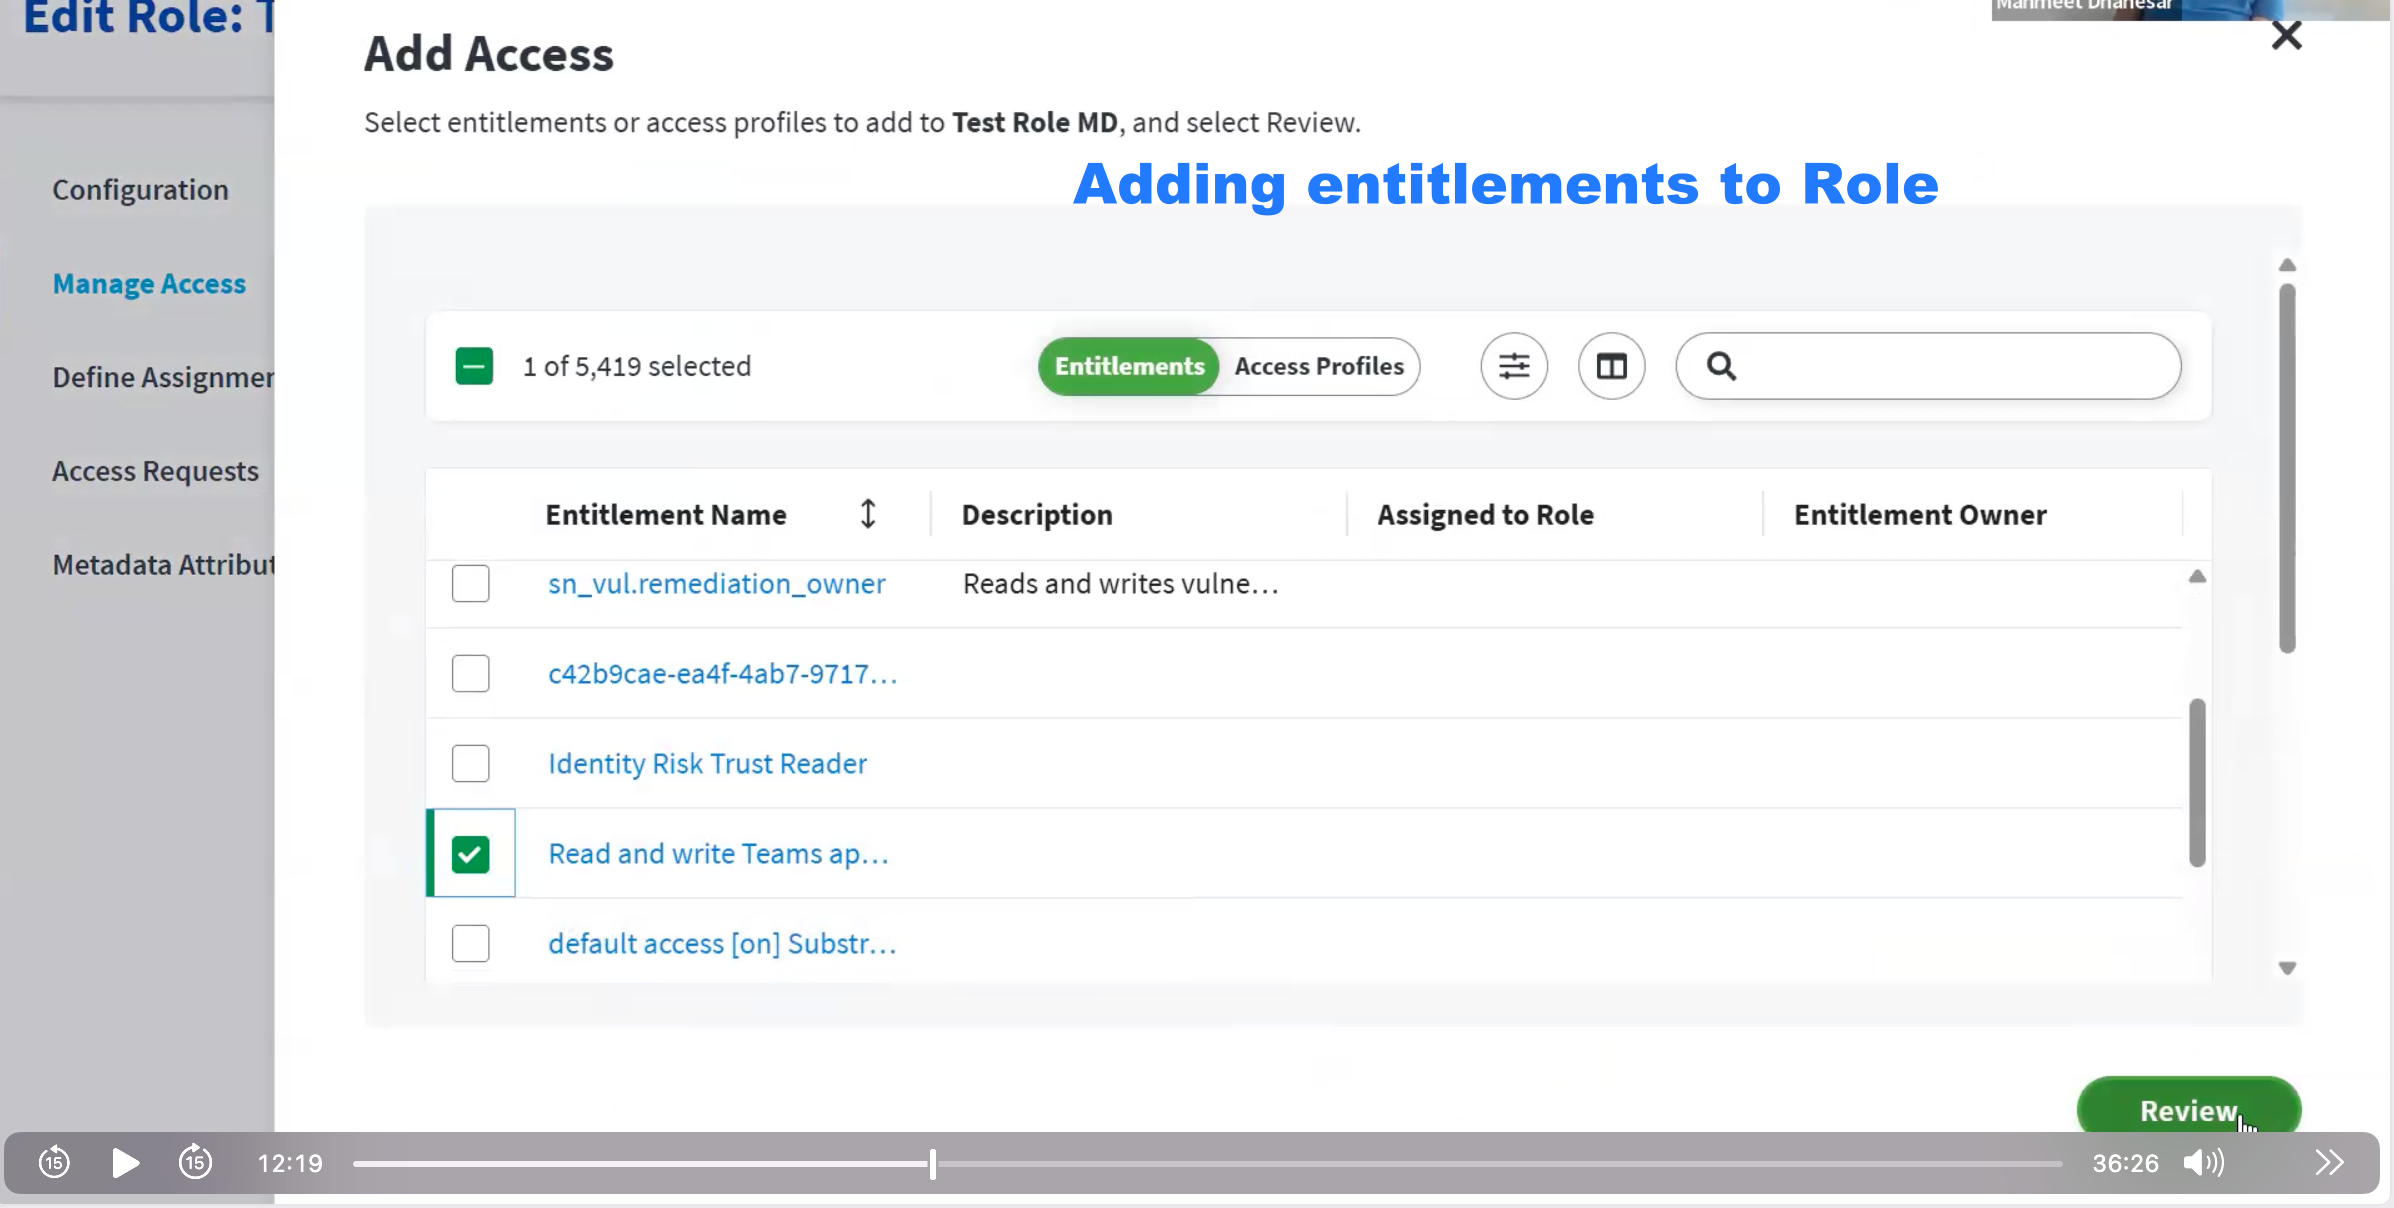 Edit Role: T
Manmeet Dhanesar
Add Access
Select entitlements or access profiles to add to Test Role MD, and select Review.
Adding entitlements to Role
Configuration
Manage Access
Define Assignmen
Access Requests
Metadata Attribut
1 of 5,419 selected
Entitlements
Access Profiles
Entitlement Name
Description
Assigned to Role
Entitlement Owner
sn_vul.remediation_owner
Reads and writes vulne...
c42b9cae-ea4f-4ab7-9717...
Identity Risk Trust Reader
Read and write Teams ap...
default access [on] Substr...
Review
15
15
12:19
36:26